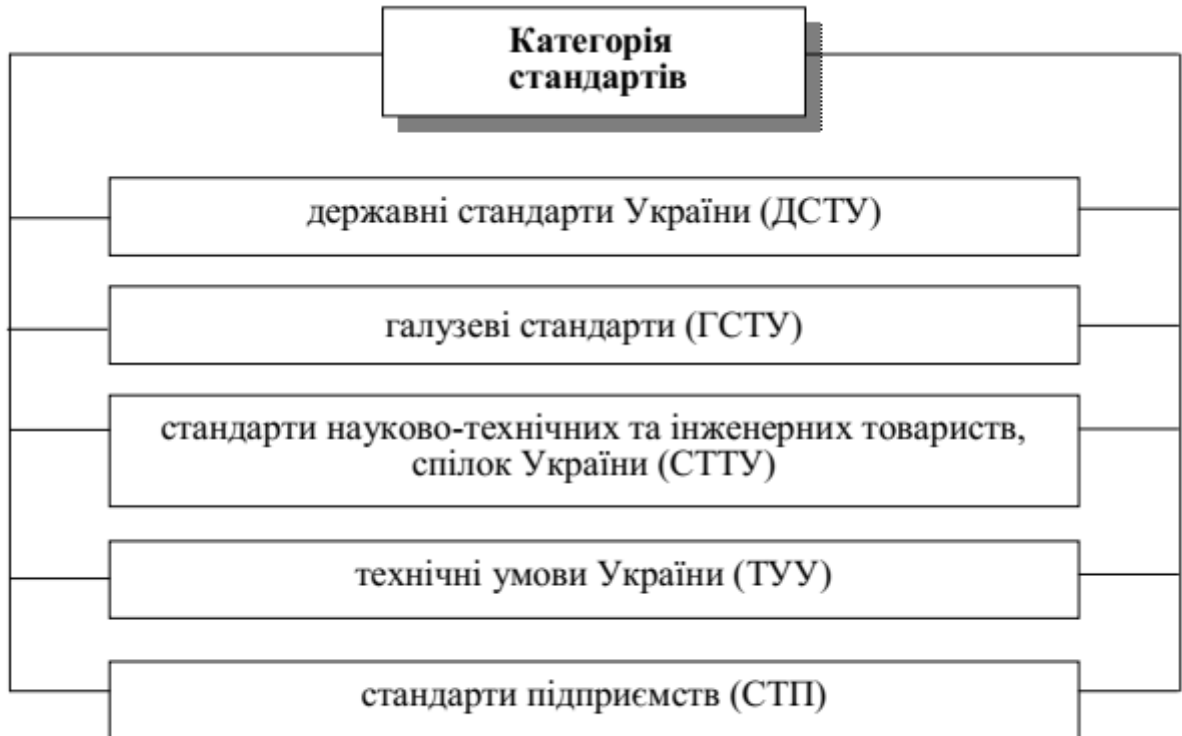 Категорія
стандартів
державні стандарти України (ДСТУ)
галузеві стандарти (ГСТУ)
стандарти науково-технічних та інженерних товариств,
спілок України (СТТУ)
технічні умови України (ТУУ)
стандарти підприємств (СТП)